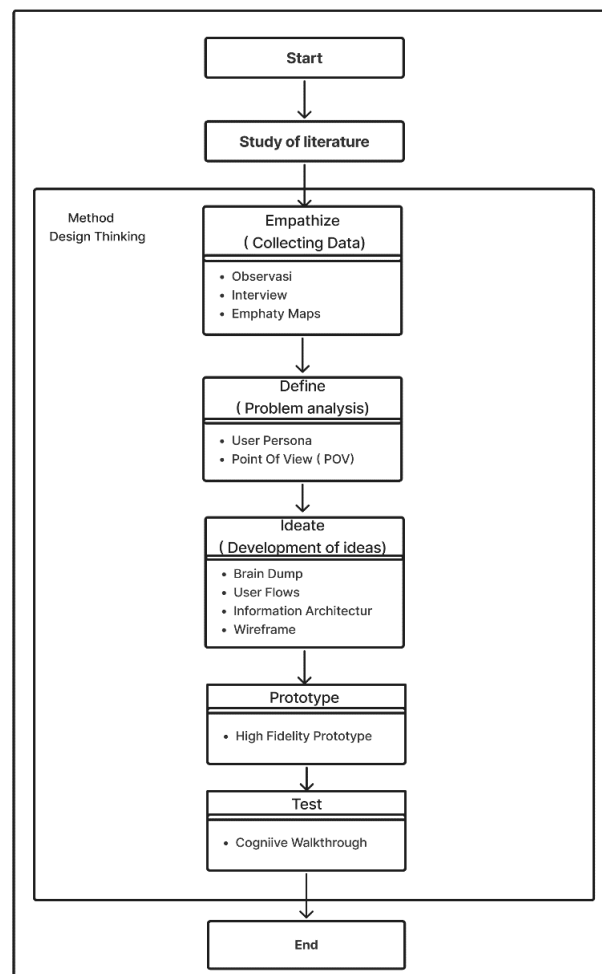 Start
Study of literature
Method
Design Thinking
Empathize
( Collecting Data)
• Observasi
• Interview
• Emphaty Maps
Define
( Problem analysis)
• User Persona
• Point Of View ( POV)
Ideate
( Development of ideas)
• Brain Dump
• User Flows
• Information Architectur
• Wireframe
Prototype
• High Fidelity Prototype
Test
• Cogniive Walkthrough
End